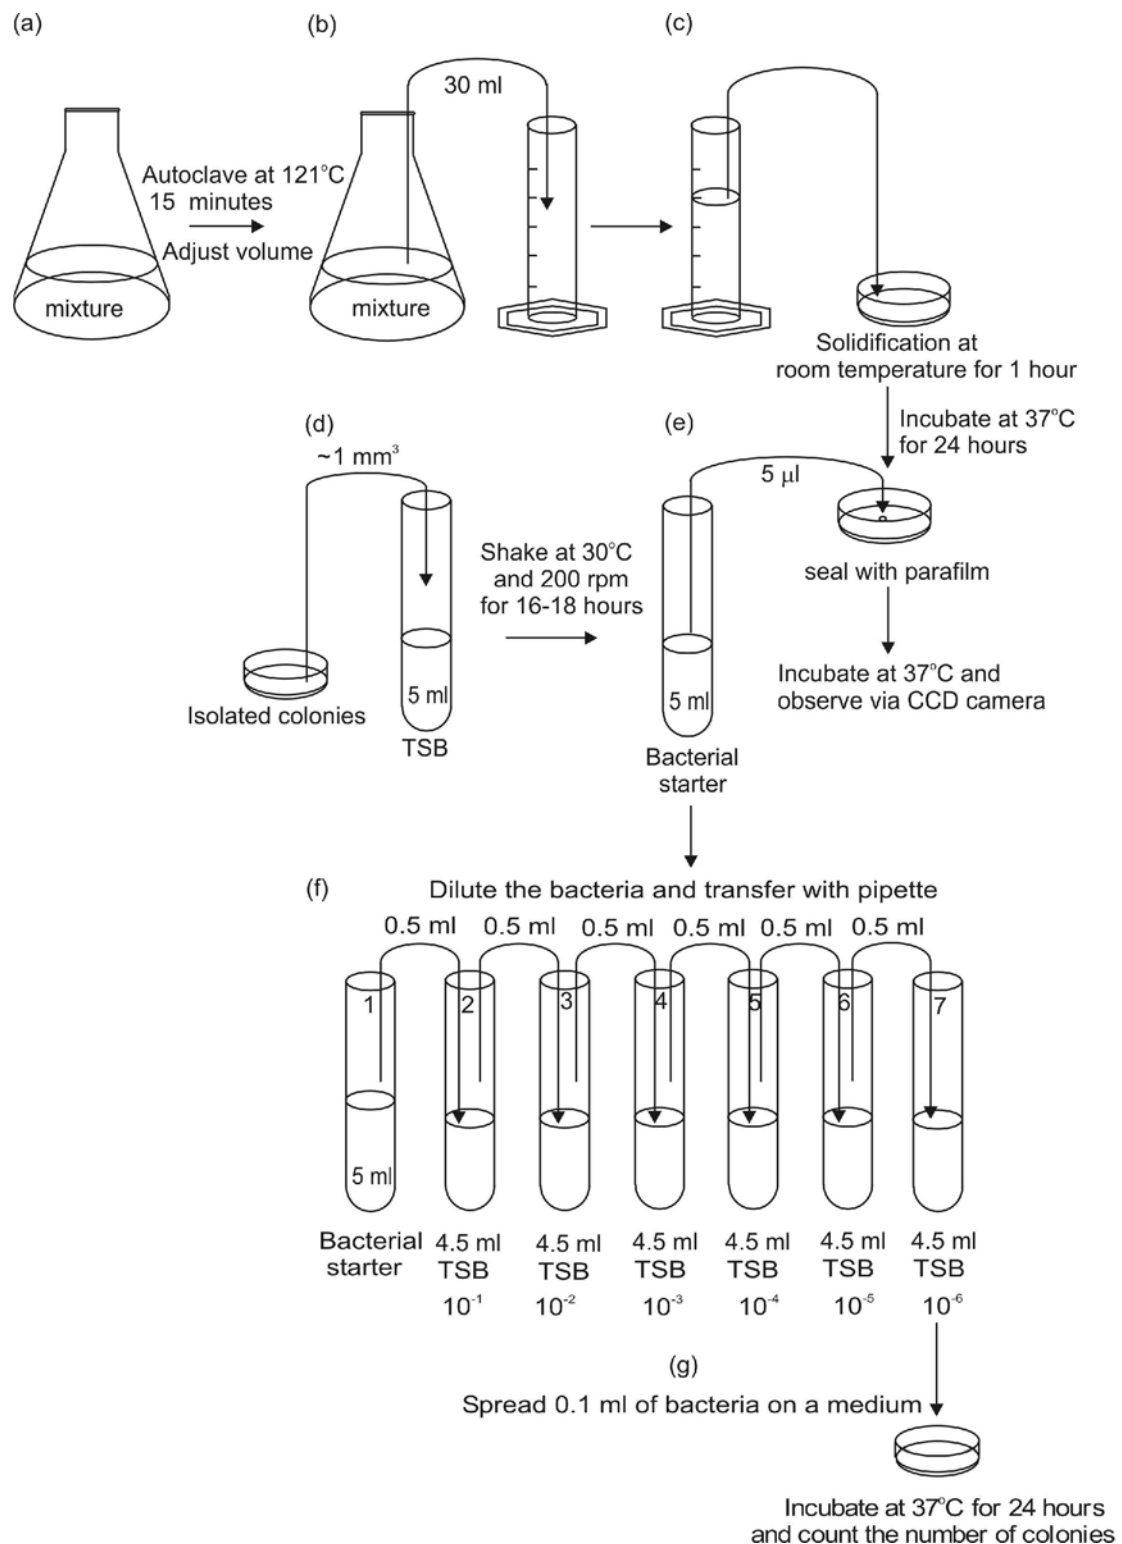 (a)
(b)
(c)
30 ml
Autoclave at 121°C
15 minutes
Adjust volume
mixture
mixture
Solidification at
room temperature for 1 hour
Incubate at 37°C
for 24 hours
(d)
~1 mm³
(e)
5 µl
Shake at 30°C
and 200 rpm
for 16-18 hours
seal with parafilm
Incubate at 37°C and
observe via CCD camera
Isolated colonies
5 ml
TSB
5 ml
Bacterial
starter
(f)
Dilute the bacteria and transfer with pipette
0.5 ml 0.5 ml 0.5 ml 0.5 ml 0.5 ml 0.5 ml
1 2 3 4 5 6 7
5 ml
Bacterial
starter
4.5 ml 4.5 ml 4.5 ml 4.5 ml 4.5 ml 4.5 ml
TSB TSB TSB TSB TSB TSB
10⁻¹ 10⁻² 10⁻³ 10⁻⁴ 10⁻⁵ 10⁻⁶
(g)
Spread 0.1 ml of bacteria on a medium
Incubate at 37°C for 24 hours
and count the number of colonies